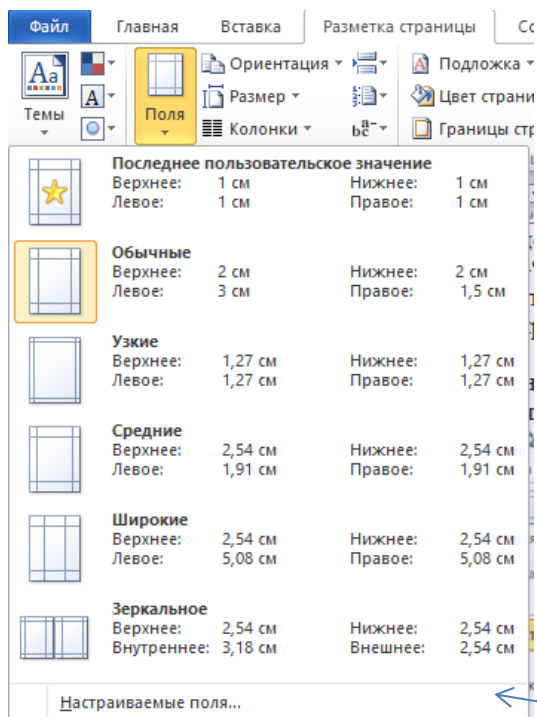 Файл Главная Вставка Разметка страницы
Темы
Аа
А
Поля
Ориентация
Размер
Колонки
Подложка
Цвет
Границы
Последнее пользовательское значение
Верхнее: 1 см Нижнее: 1 см
Левое: 1 см Правое: 1 см
Обычные
Верхнее: 2 см Нижнее: 2 см
Левое: 3 см Правое: 1,5 см
Узкие
Верхнее: 1,27 см Нижнее: 1,27 см
Левое: 1,27 см Правое: 1,27 см
Средние
Верхнее: 2,54 см Нижнее: 2,54 см
Левое: 1,91 см Правое: 1,91 см
Широкие
Верхнее: 2,54 см Нижнее: 2,54 см
Левое: 5,08 см Правое: 5,08 см
Зеркальное
Верхнее: 2,54 см Нижнее: 2,54 см
Внутреннее: 3,18 см Внешнее: 2,54 см
Настраиваемые поля...